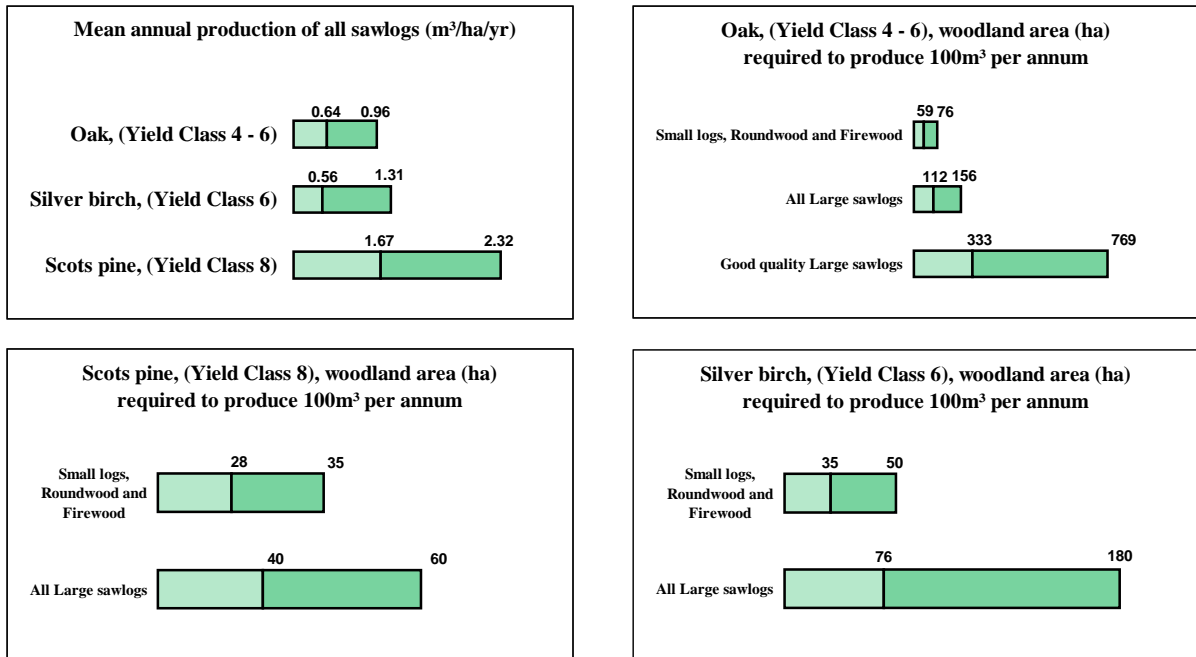 Mean annual production of all sawlogs (m³/ha/yr)
0.64 0.96
Oak, (Yield Class 4 - 6)
0.56 1.31
Silver birch, (Yield Class 6)
1.67 2.32
Scots pine, (Yield Class 8)
Oak, (Yield Class 4 - 6), woodland area (ha)
required to produce 100m³ per annum
59 76
Small logs, Roundwood and Firewood
112 156
All Large sawlogs
333 769
Good quality Large sawlogs
Scots pine, (Yield Class 8), woodland area (ha)
required to produce 100m³ per annum
28 35
Small logs,
Roundwood and
Firewood
40 60
All Large sawlogs
Silver birch, (Yield Class 6), woodland area (ha)
required to produce 100m³ per annum
35 50
Small logs,
Roundwood and
Firewood
76 180
All Large sawlogs